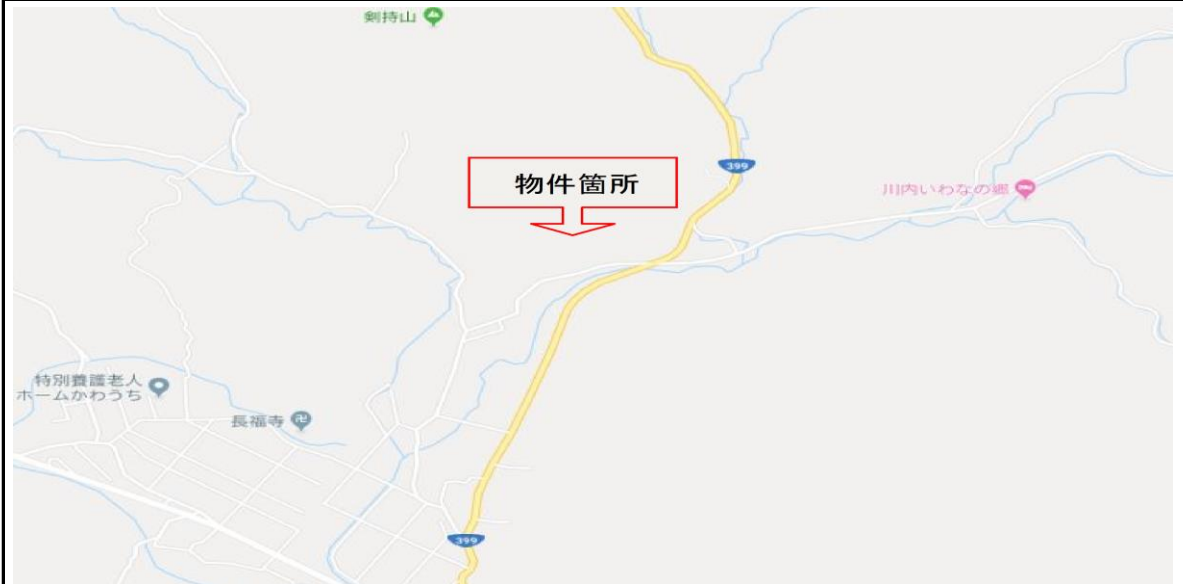 剣持山
399
物件箇所
川内いわなの郷
特別養護老人
ホームかわうち
長福寺
399